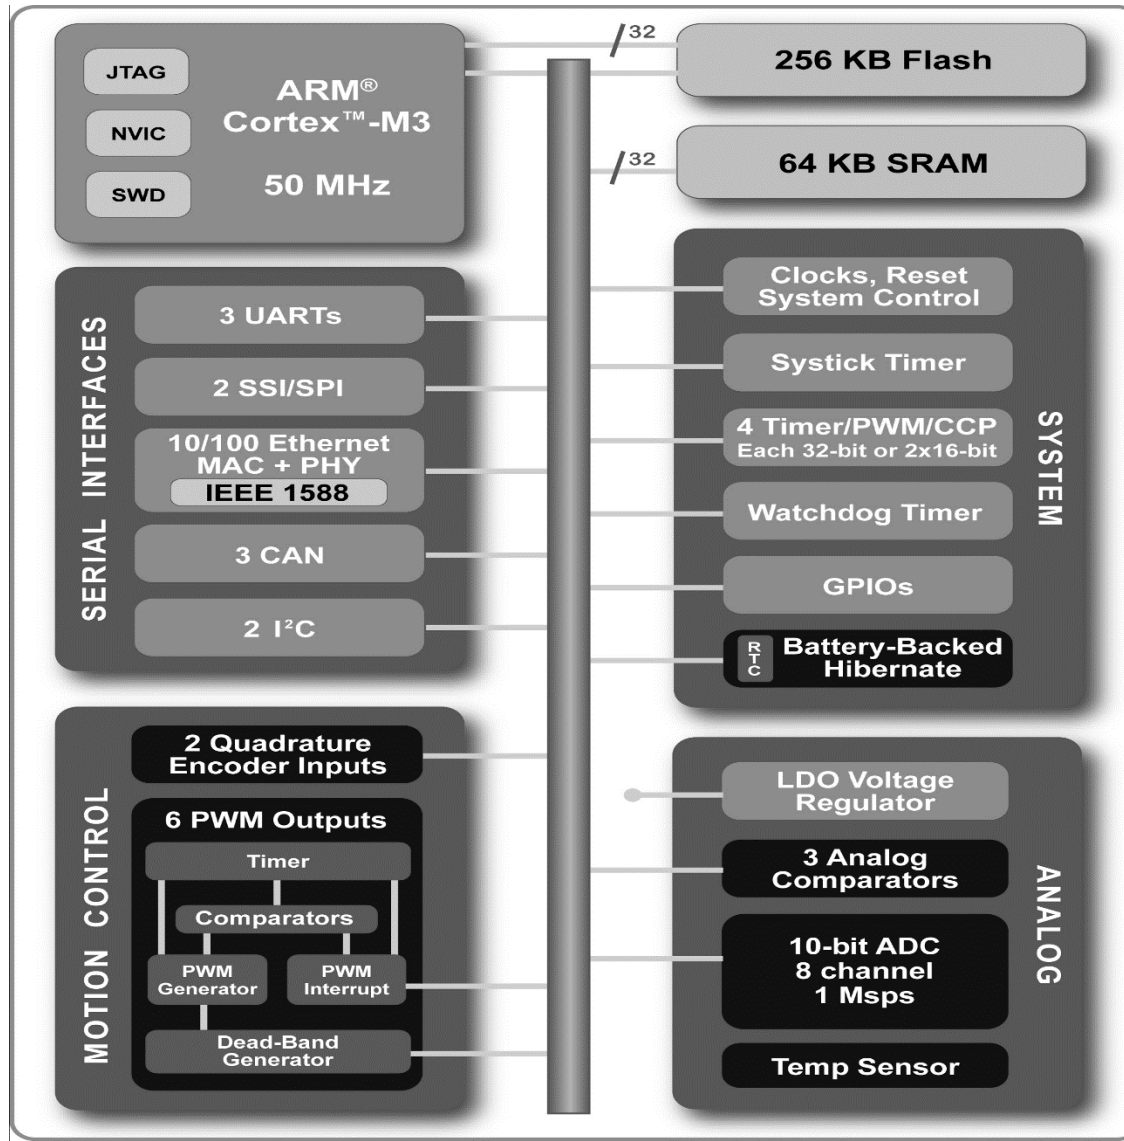 JTAG
NVIC
SWD
ARM®
Cortex™-M3
50 MHz
32
256 KB Flash
32
64 KB SRAM
SERIAL INTERFACES
3 UARTs
2 SSI/SPI
10/100 Ethernet
MAC + PHY
IEEE 1588
3 CAN
2 I²C
SYSTEM
Clocks, Reset
System Control
Systick Timer
4 Timer/PWM/CCP
Each 32-bit or 2x16-bit
Watchdog Timer
GPIOs
RTC
Battery-Backed
Hibernate
MOTION CONTROL
2 Quadrature
Encoder Inputs
6 PWM Outputs
Timer
Comparators
PWM
Generator
PWM
Interrupt
Dead-Band
Generator
ANALOG
LDO Voltage
Regulator
3 Analog
Comparators
10-bit ADC
8 channel
1 Msps
Temp Sensor